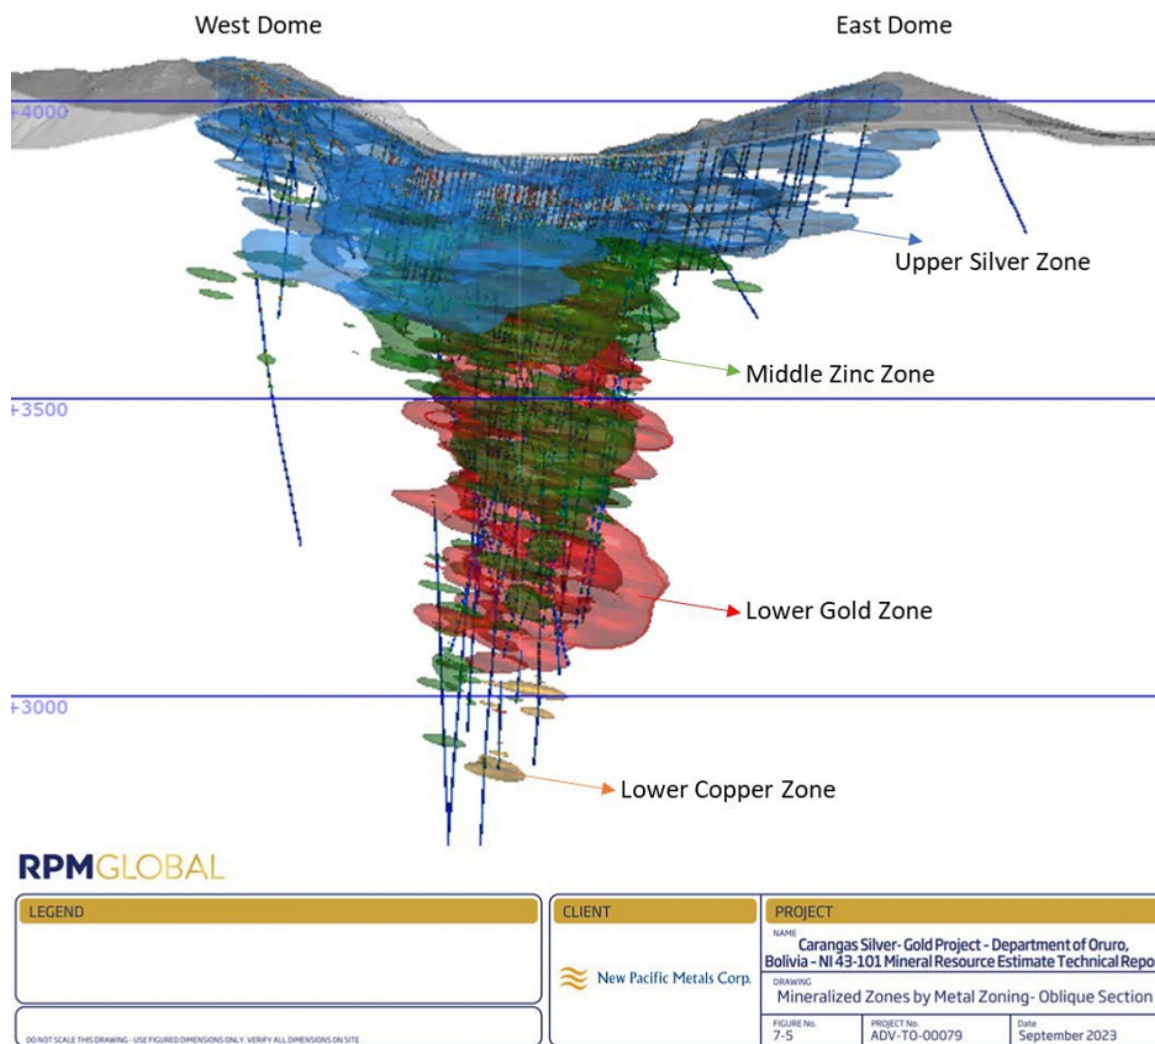 West Dome
East Dome
+4000
Upper Silver Zone
Middle Zinc Zone
+3500
Lower Gold Zone
+3000
Lower Copper Zone
RPMGLOBAL
LEGEND
DO NOT SCALE THIS DRAWING - USE FIGURED DIMENSIONS ONLY. VERIFY ALL DIMENSIONS ON SITE
CLIENT
New Pacific Metals Corp.
PROJECT
NAME
Carangas Silver- Gold Project - Department of Oruro,
Bolivia - NI 43-101 Mineral Resource Estimate Technical Repo
DRAWING
Mineralized Zones by Metal Zoning- Oblique Section
FIGURE No.
7-5
PROJECT No.
ADV-TO-00079
Date
September 2023